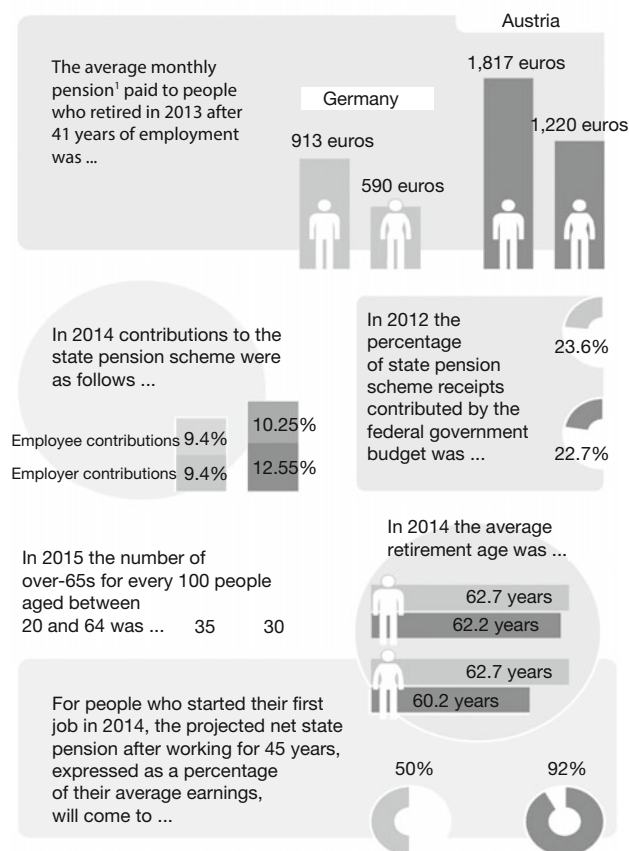 Austria
The average monthly
pension¹ paid to people
who retired in 2013 after
41 years of employment
was ...
Germany
913 euros
590 euros
1,817 euros
1,220 euros
In 2014 contributions to the
state pension scheme were
as follows ...
Employee contributions 9.4% 10.25%
Employer contributions 9.4% 12.55%
In 2012 the
percentage
of state pension
scheme receipts
contributed by the
federal government
budget was ...
23.6%
22.7%
In 2015 the number of
over-65s for every 100 people
aged between
20 and 64 was ... 35 30
In 2014 the average
retirement age was ...
62.7 years
62.2 years
62.7 years
60.2 years
For people who started their first
job in 2014, the projected net state
pension after working for 45 years,
expressed as a percentage
of their average earnings,
will come to ...
50% 92%